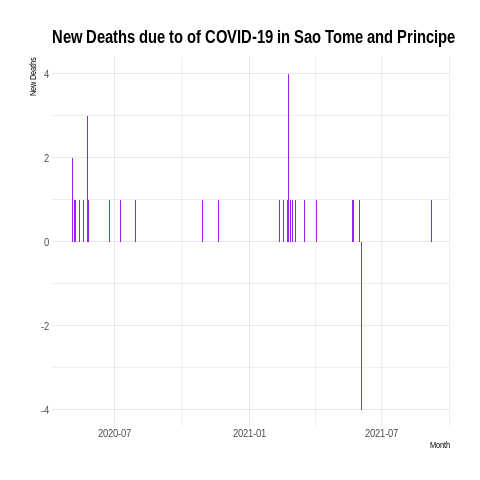 New Deaths due to of COVID-19 in Sao Tome and Principe
New Deaths
4
2
0
-2
-4
2020-07 2021-01 2021-07
Month